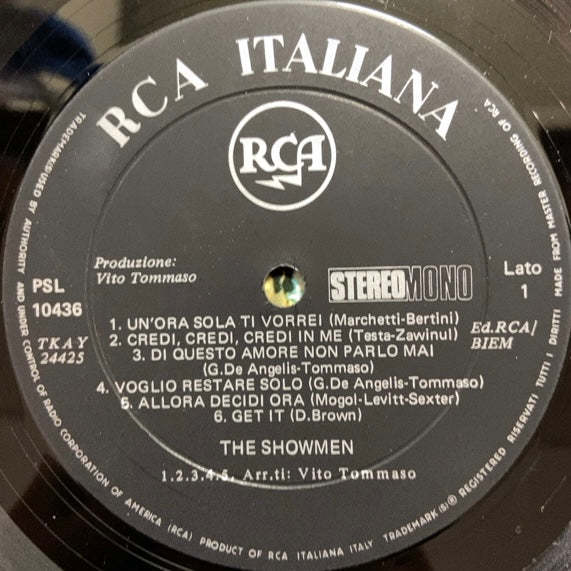 RCA ITALIANA
RCA
Produzione:
Vito Tommaso
STEREOMONO
PSL
10436
TKAY
24425
Lato
1
1. UN'ORA SOLA TI VORREI (Marchetti-Bertini)
2. CREDI, CREDI, CREDI IN ME (Testa-Zawinul)
3. DI QUESTO AMORE NON PARLO MAI
(G.De Angelis-Tommaso)
4. VOGLIO RESTARE SOLO (G.De Angelis-Tommaso)
5. ALLORA DECIDI ORA (Mogol-Levitt-Sexter)
6. GET IT (D.Brown)
Ed.RCA/
BIEM
THE SHOWMEN
1.2.3.4.5. Arr.ti: Vito Tommaso
TRADEMARK(S)USED BY AUTHORITY AND UNDER CONTROL OF RADIO CORPORATION OF AMERICA (RCA) PRODUCT OF RCA ITALIANA ITALY TRADEMARK(S)® REGISTERED RISERVATI TUTTI I DIRITTI MADE FROM MASTER RECORDING OF RCA